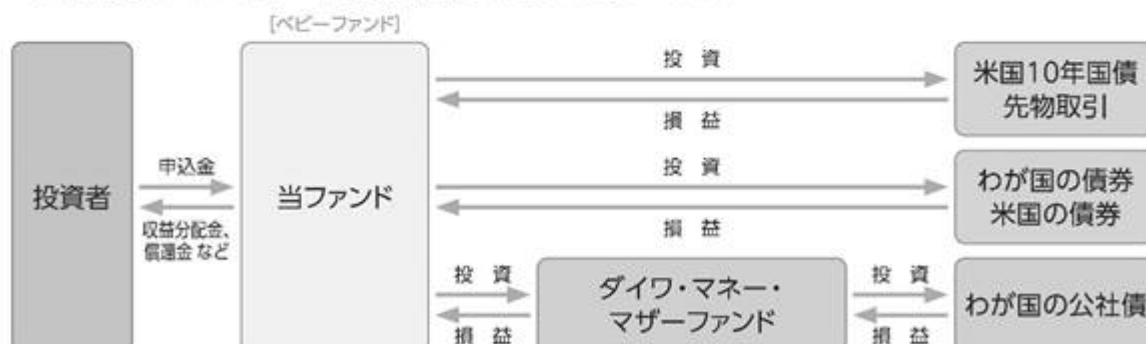 [ベビーファンド]
投資者
申込金
収益分配金、
償還金 など
当ファンド
投 資
損 益
米国10年国債
先物取引
投 資
損 益
わが国の債券
米国の債券
投 資
損 益
ダイワ・マネー・
マザーファンド
投 資
損 益
わが国の公社債